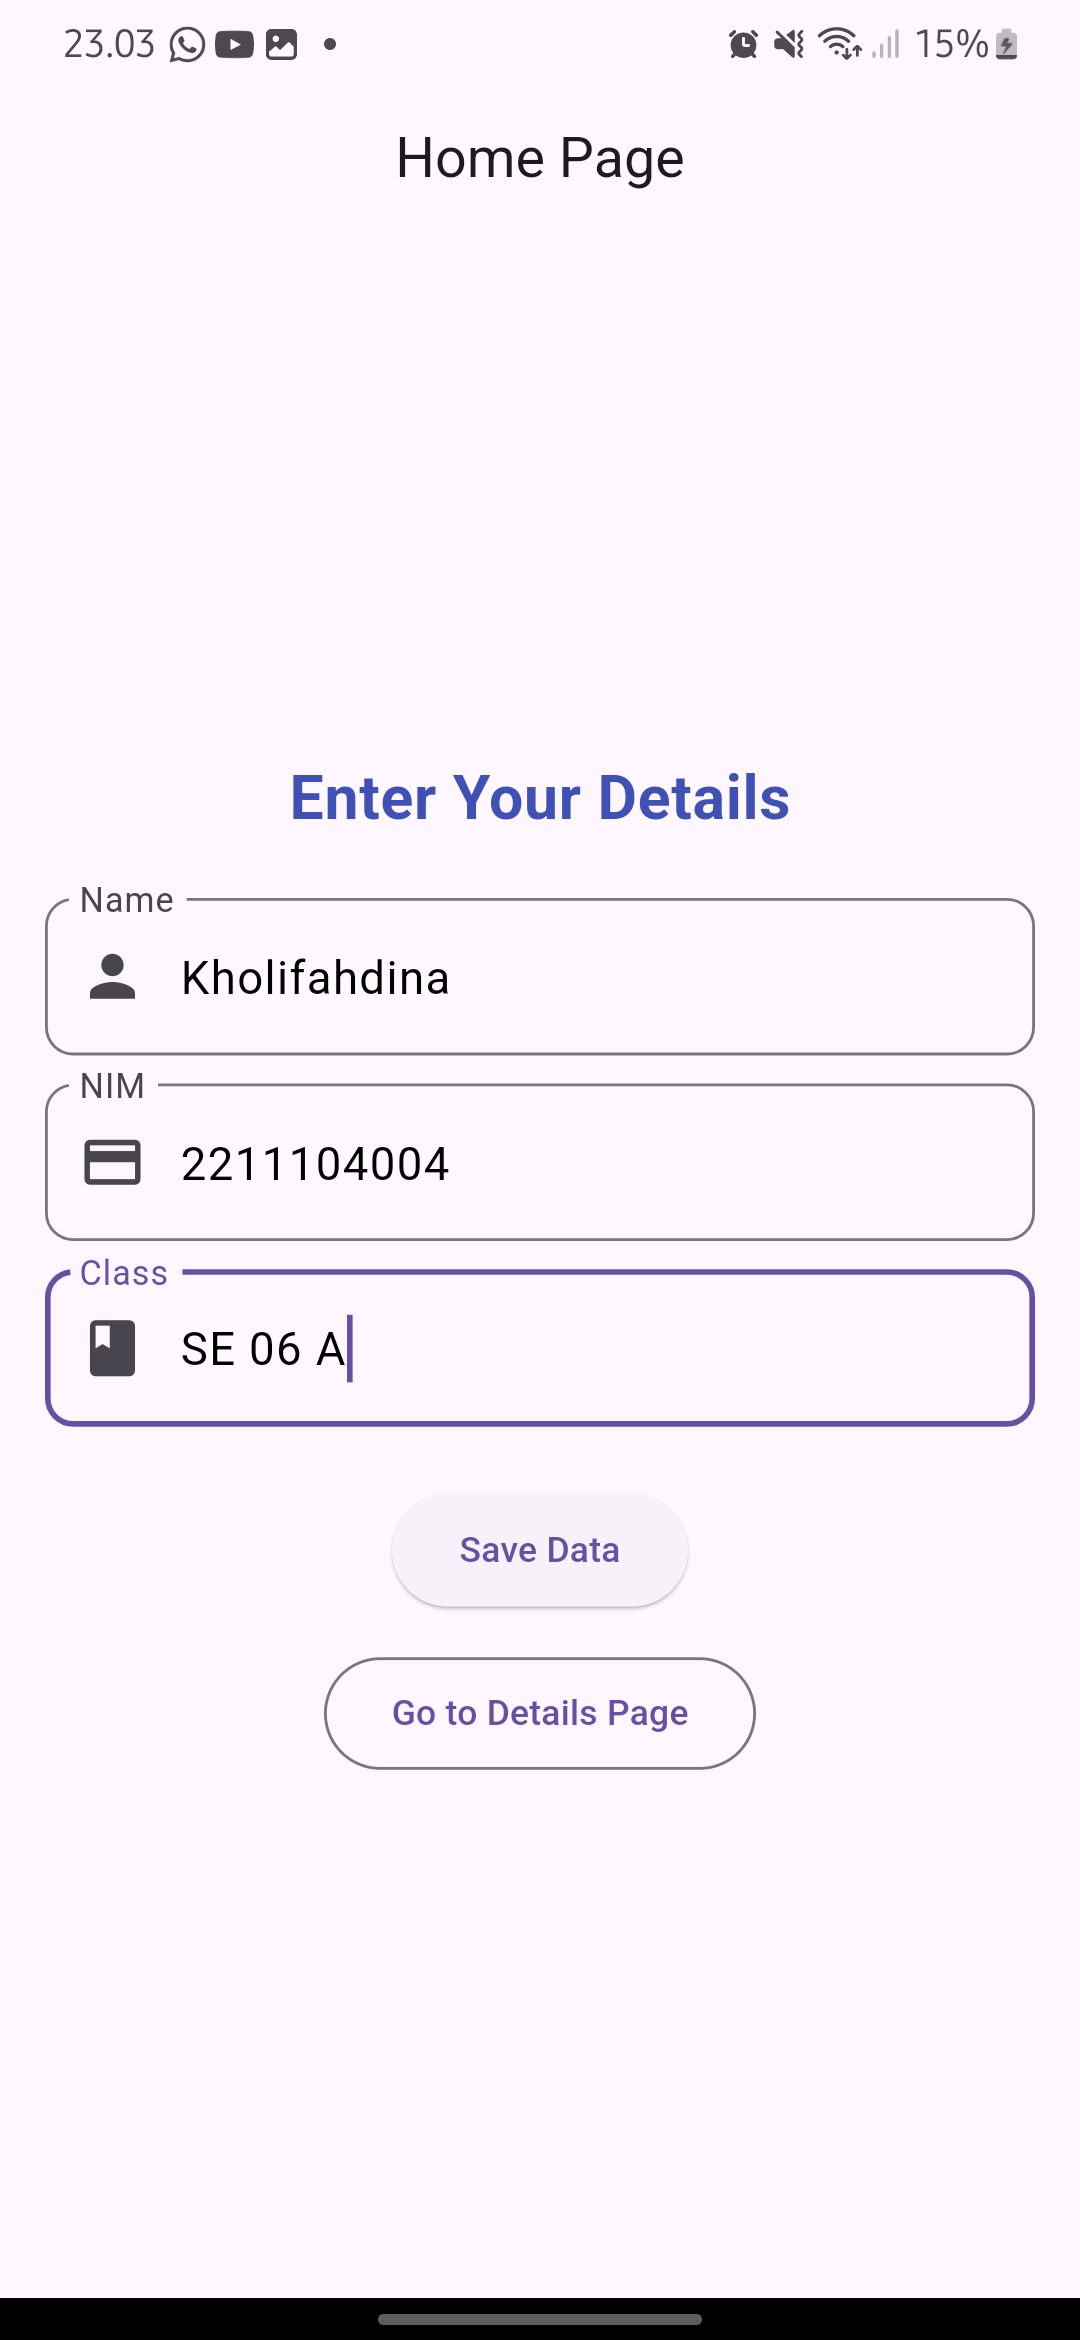 23.03 15%
Home Page
Enter Your Details
Name
Kholifahdina
NIM
2211104004
Class
SE 06 A
Save Data
Go to Details Page